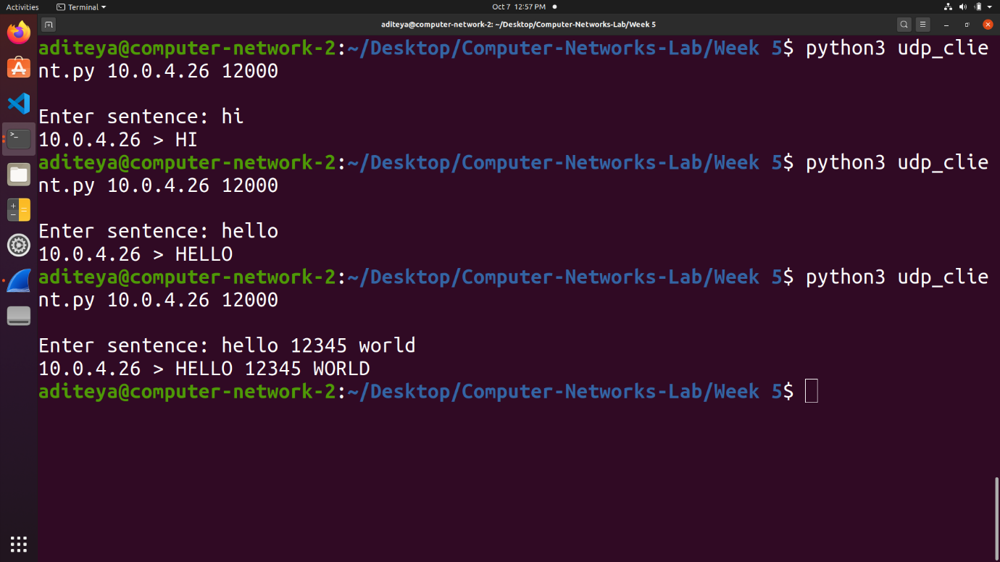 Activities Terminal Oct 7 12:57 PM
aditeya@computer-network-2: ~/Desktop/Computer-Networks-Lab/Week 5
aditeya@computer-network-2:~/Desktop/Computer-Networks-Lab/Week 5$ python3 udp_clie
nt.py 10.0.4.26 12000
Enter sentence: hi
10.0.4.26 > HI
aditeya@computer-network-2:~/Desktop/Computer-Networks-Lab/Week 5$ python3 udp_clie
nt.py 10.0.4.26 12000
Enter sentence: hello
10.0.4.26 > HELLO
aditeya@computer-network-2:~/Desktop/Computer-Networks-Lab/Week 5$ python3 udp_clie
nt.py 10.0.4.26 12000
Enter sentence: hello 12345 world
10.0.4.26 > HELLO 12345 WORLD
aditeya@computer-network-2:~/Desktop/Computer-Networks-Lab/Week 5$